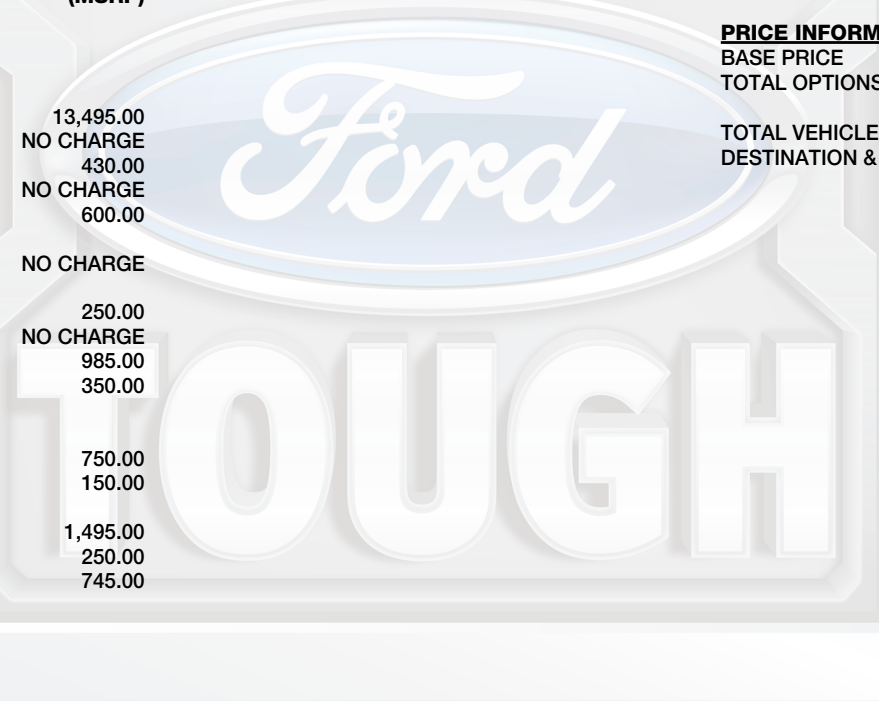 (MSRP)
13,495.00
NO CHARGE
430.00
NO CHARGE
600.00
NO CHARGE
250.00
NO CHARGE
985.00
350.00
750.00
150.00
1,495.00
250.00
745.00
PRICE INFORM
BASE PRICE
TOTAL OPTIONS
TOTAL VEHICLE
DESTINATION &
Ford
TOUGH